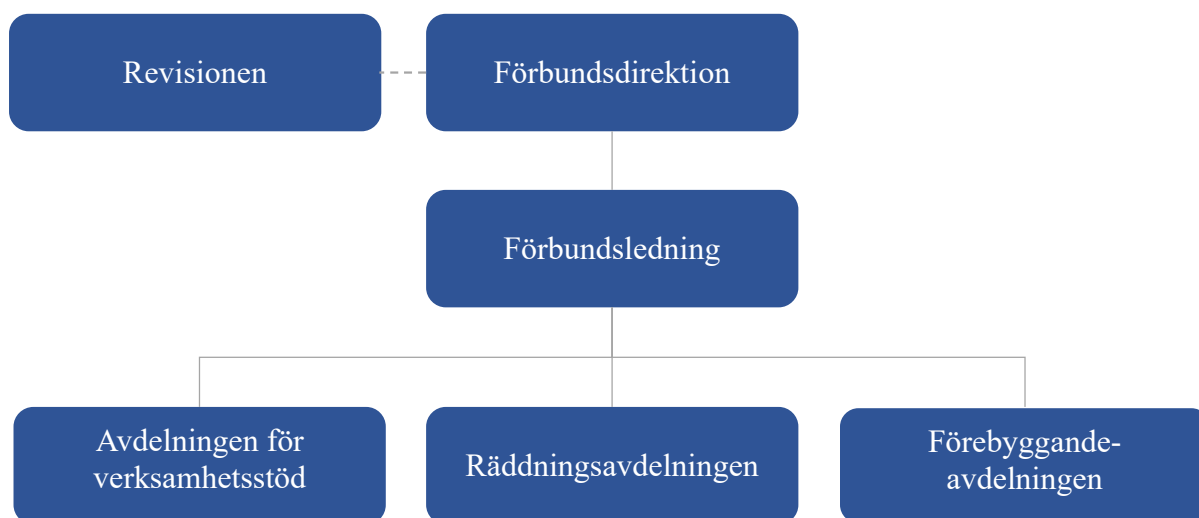 Revisionen
Förbundsdirektion
Förbundsledning
Avdelningen för
verksamhetsstöd
Räddningsavdelningen
Förebyggande-
avdelningen